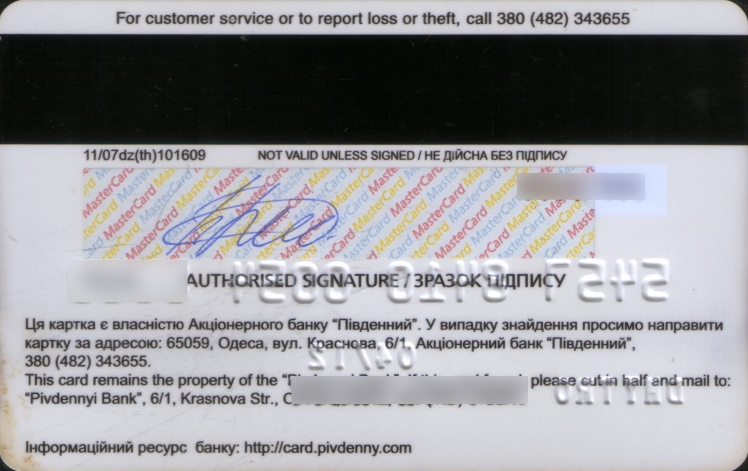 For customer service or to report loss or theft, call 380 (482) 343655
11/07dz(th)101609 NOT VALID UNLESS SIGNED / НЕ ДІЙСНА БЕЗ ПІДПИСУ
MasterCard
AUTHORISED SIGNATURE / ЗРАЗОК ПІДПИСУ
Ця картка є власністю Акціонерного банку “Південний”. У випадку знайдення просимо направити
картку за адресою: 65059, Одеса, вул. Краснова, 6/1, Акціонерний банк “Південний”,
380 (482) 343655.
This card remains the property of the please cut in half and mail to:
“Pivdennyi Bank”, 6/1, Krasnova Str.,
Інформаційний ресурс банку: http://card.pivdenny.com